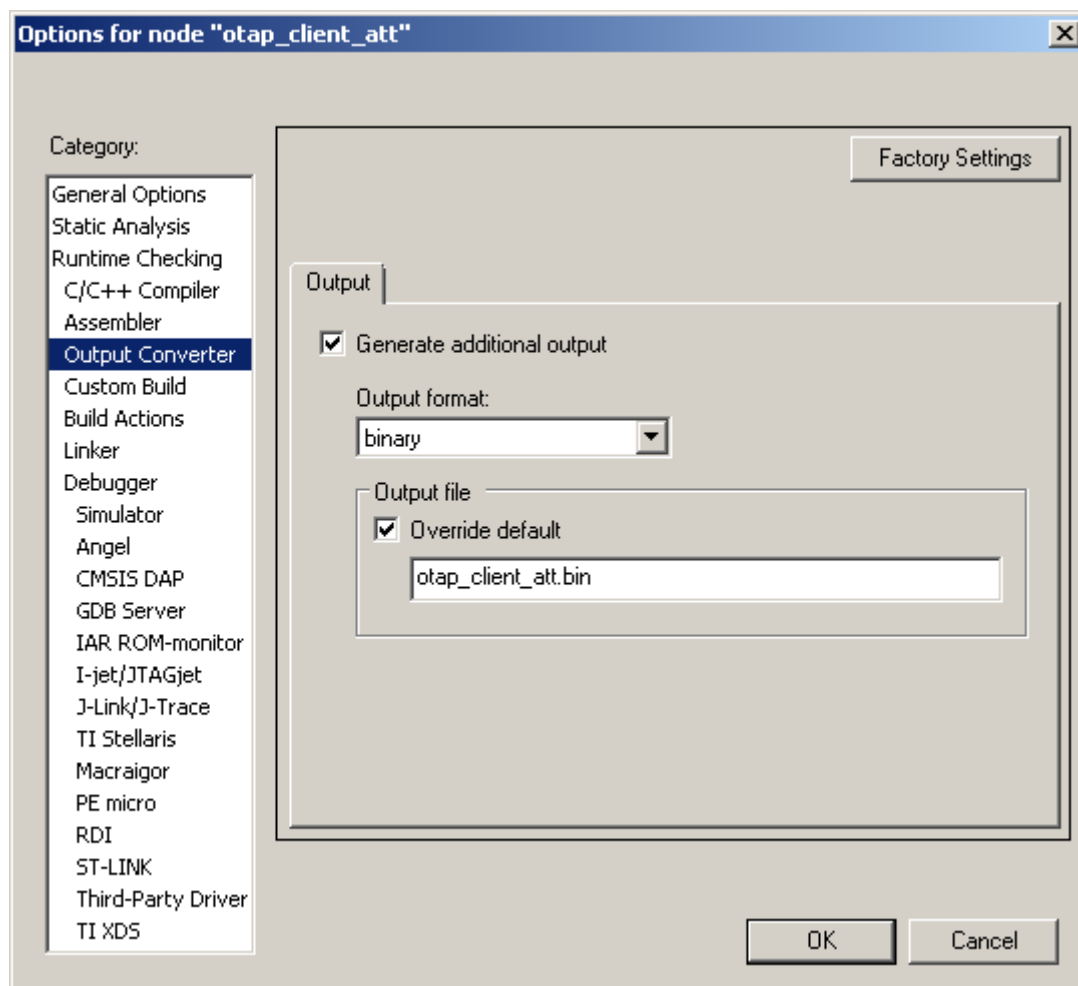 Options for node "otap_client_att"
Category:
General Options
Static Analysis
Runtime Checking
C/C++ Compiler
Assembler
Output Converter
Custom Build
Build Actions
Linker
Debugger
Simulator
Angel
CMSIS DAP
GDB Server
IAR ROM-monitor
I-jet/JTAGjet
J-Link/J-Trace
TI Stellaris
Macraigor
PE micro
RDI
ST-LINK
Third-Party Driver
TI XDS
Factory Settings
Output
Generate additional output
Output format:
binary
Output file
Override default
otap_client_att.bin
OK
Cancel